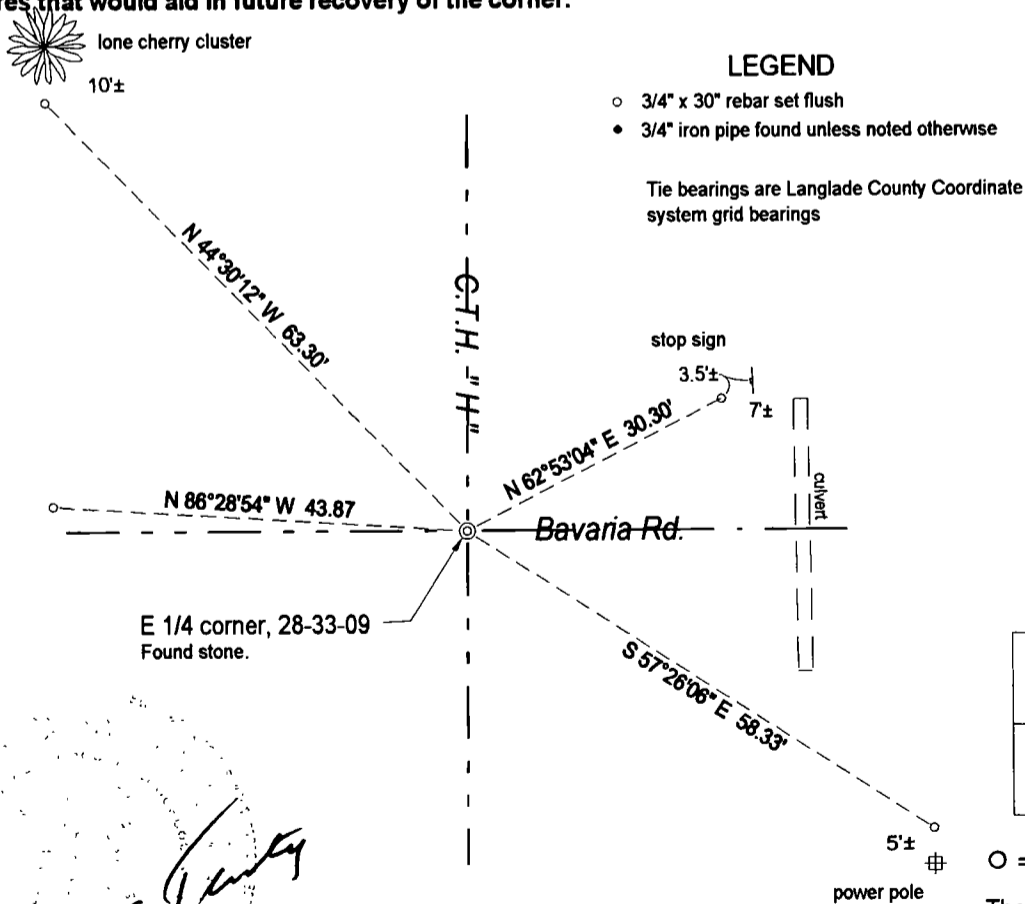 res that would aid in future recovery of the corner.
lone cherry cluster
10'±
LEGEND
3/4" x 30" rebar set flush
3/4" iron pipe found unless noted otherwise
Tie bearings are Langlade County Coordinate
system grid bearings
N 44°30'12" W 63.30'
C.T.H. "H"
stop sign
3.5'±
7'±
N 62°53'04" E 30.30'
culvert
N 86°28'54" W 43.87
Bavaria Rd.
E 1/4 corner, 28-33-09
Found stone.
S 57°26'06" E 58.33'
5'±
power pole
O =